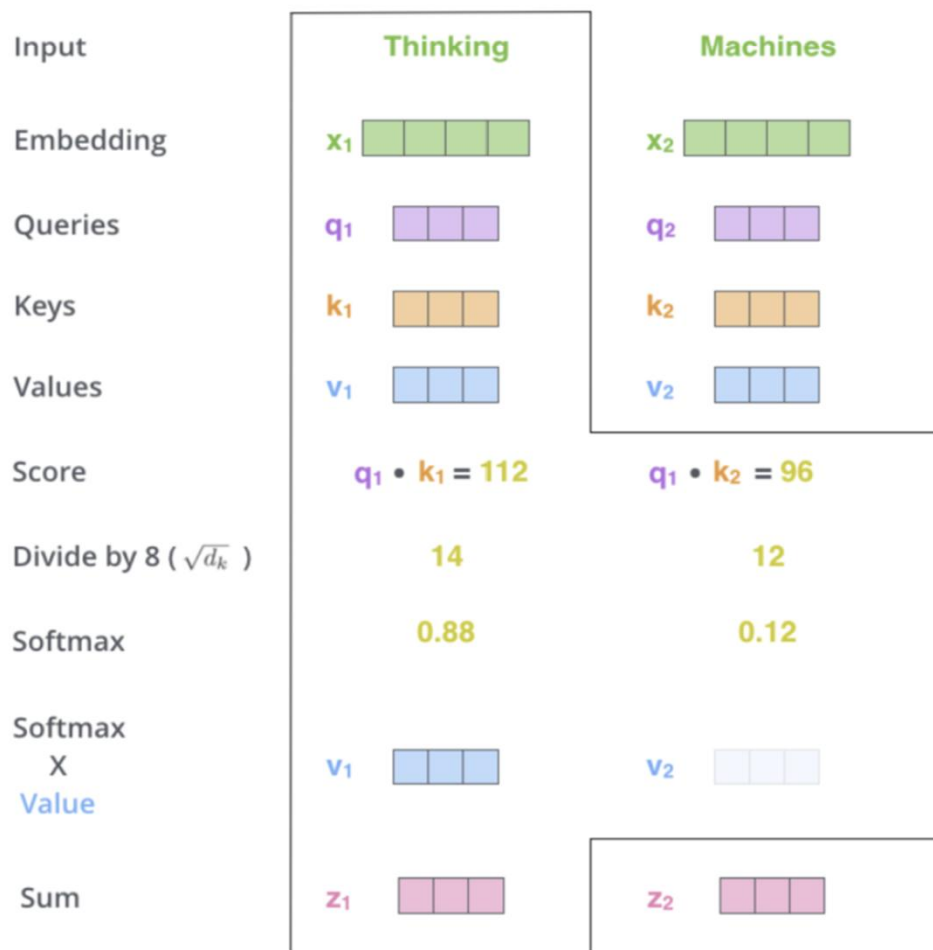 Input Thinking Machines
Embedding x₁ x₂
Queries q₁ q₂
Keys k₁ k₂
Values v₁ v₂
Score q₁ • k₁ = 112 q₁ • k₂ = 96
Divide by 8 ( √dₖ ) 14 12
Softmax 0.88 0.12
Softmax
X
Value v₁ v₂
Sum z₁ z₂